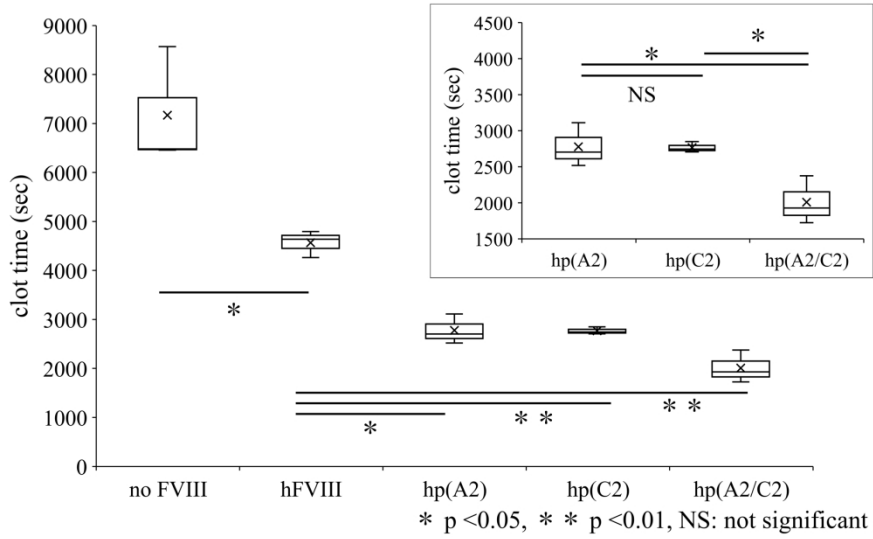 9000
8000
7000
6000
5000
4000
3000
2000
1000
0
clot time (sec)
no FVIII
hFVIII
hp(A2)
hp(C2)
hp(A2/C2)
*
*
* *
* *
4500
4000
3500
3000
2500
2000
1500
clot time (sec)
*
*
NS
hp(A2)
hp(C2)
hp(A2/C2)
* p <0.05, * * p <0.01, NS: not significant